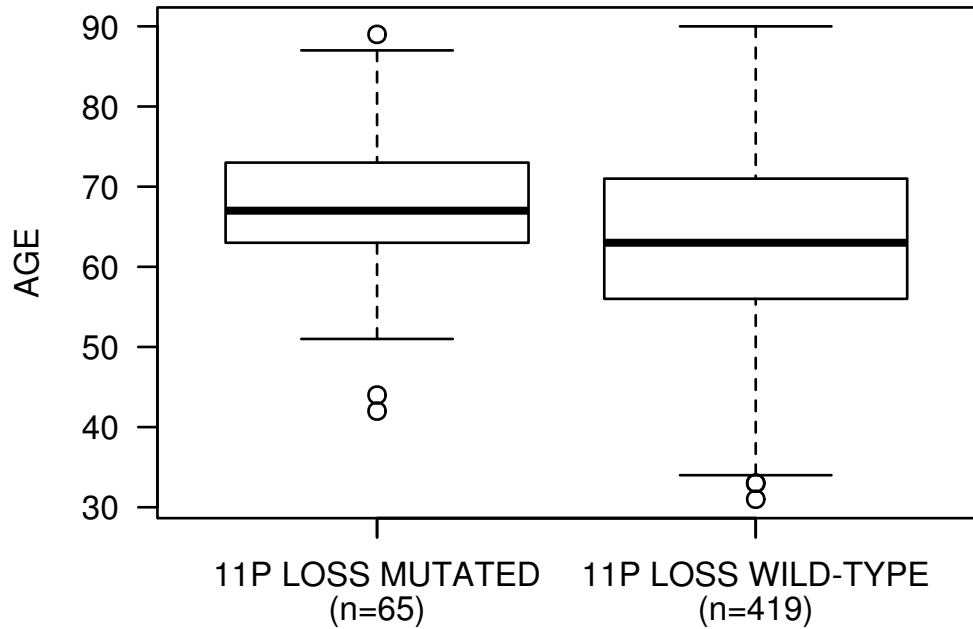 90
80
70
60
50
40
30
AGE
11P LOSS MUTATED
(n=65)
11P LOSS WILD-TYPE
(n=419)